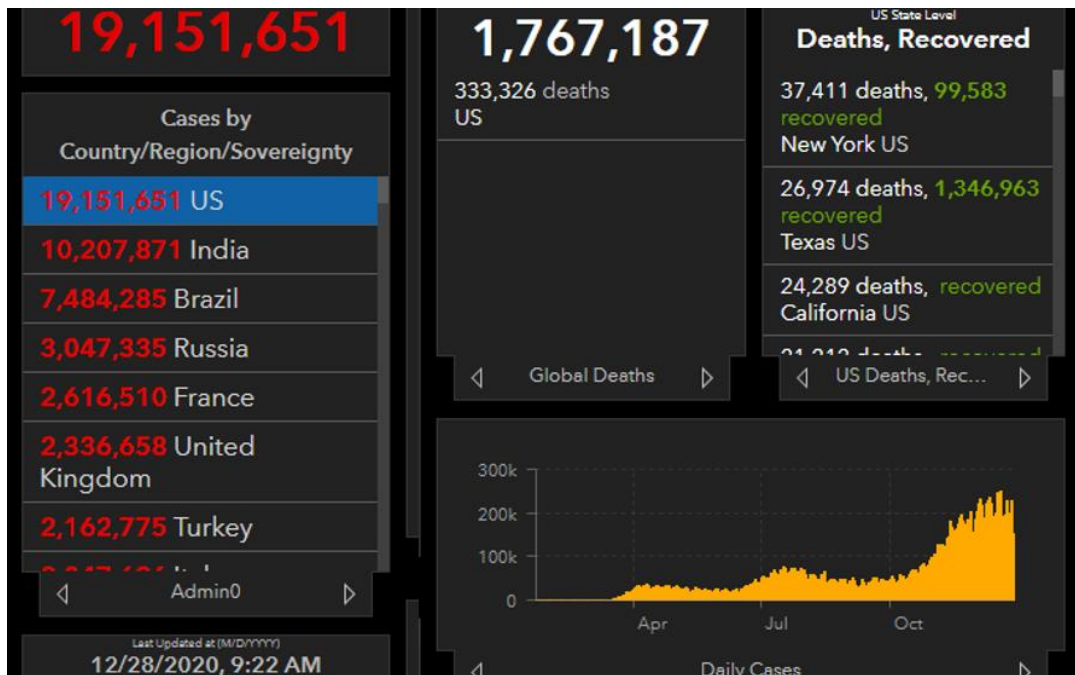 19,151,651
Cases by
Country/Region/Sovereignty
19,151,651 US
10,207,871 India
7,484,285 Brazil
3,047,335 Russia
2,616,510 France
2,336,658 United
Kingdom
2,162,775 Turkey
Admin0
Last Updated at (M/D/YYYY)
12/28/2020, 9:22 AM
1,767,187
333,326 deaths
US
Global Deaths
US State Level
Deaths, Recovered
37,411 deaths, 99,583
recovered
New York US
26,974 deaths, 1,346,963
recovered
Texas US
24,289 deaths, recovered
California US
US Deaths, Rec...
300k
200k
100k
0
Apr Jul Oct
Daily Cases